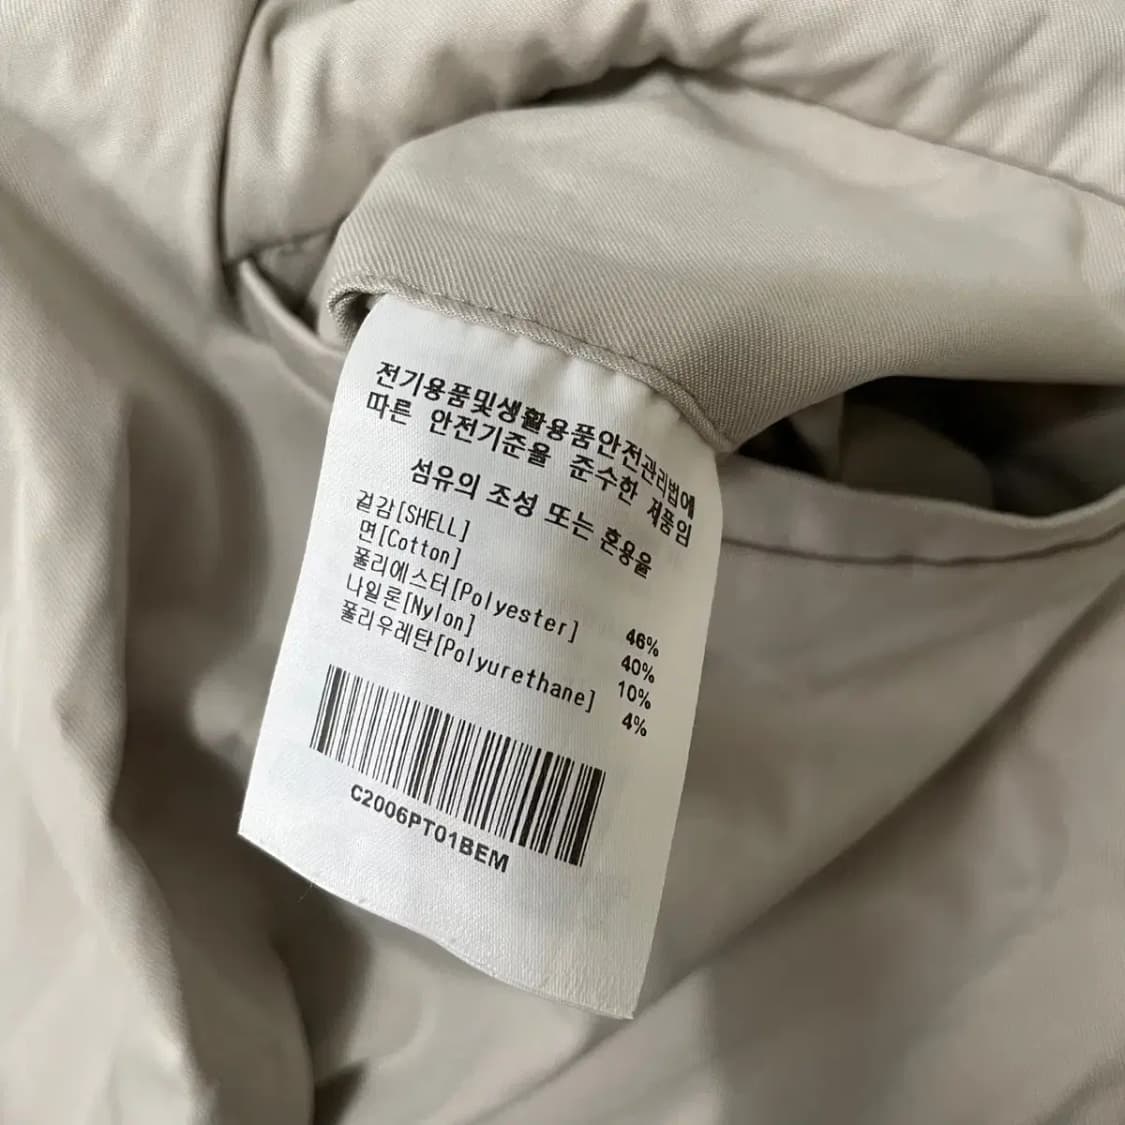 전기용품및생활용품안전관리법에
따른 안전기준을 준수한 제품임
섬유의 조성 또는 혼용율
겉감[SHELL]
면[Cotton] 46%
폴리에스터[Polyester] 40%
나일론[Nylon] 10%
폴리우레탄[Polyurethane] 4%
C2006PT01BEM